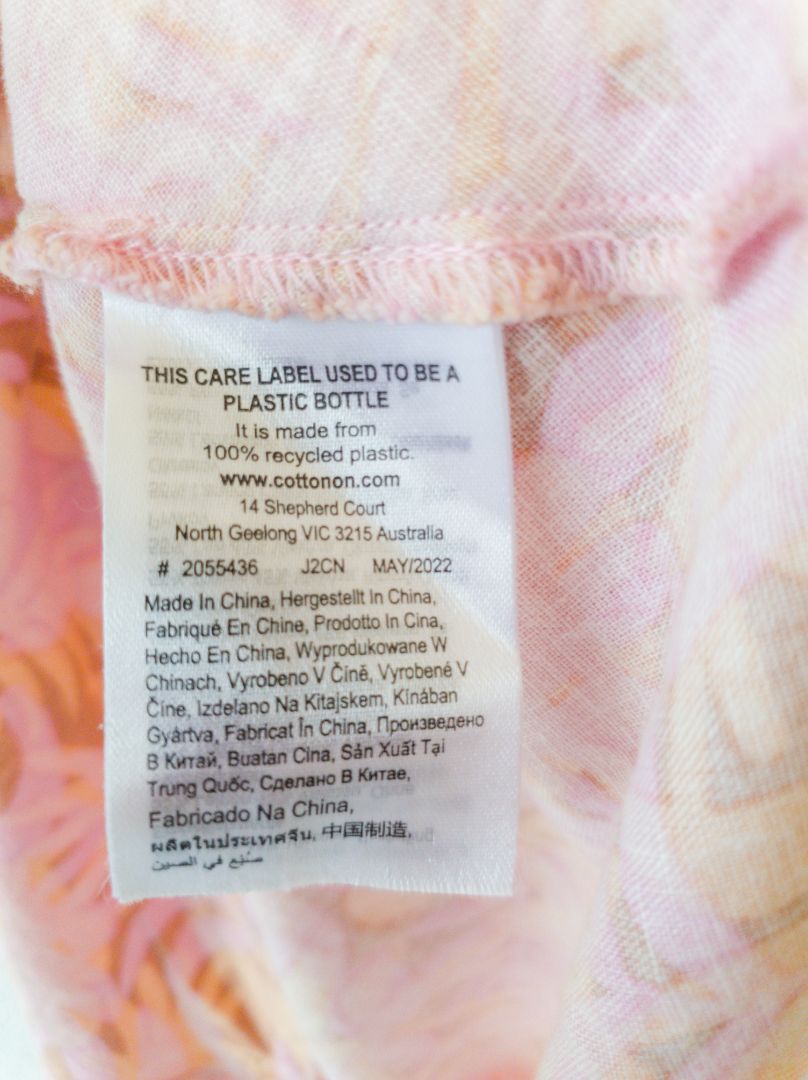 THIS CARE LABEL USED TO BE A
PLASTIC BOTTLE
It is made from
100% recycled plastic.
www.cottonon.com
14 Shepherd Court
North Geelong VIC 3215 Australia
# 2055436 J2CN MAY/2022
Made In China, Hergestellt In China,
Fabriqué En Chine, Prodotto In Cina,
Hecho En China, Wyprodukowane W
Chinach, Vyrobeno V Číně, Vyrobené V
Číne, Izdelano Na Kitajskem, Kínában
Gyártva, Fabricat În China, Произведено
В Китай, Buatan Cina, Sản Xuất Tại
Trung Quốc, Сделано В Китае,
Fabricado Na China,
ผลิตในประเทศจีน, 中国制造,
صنع في الصين